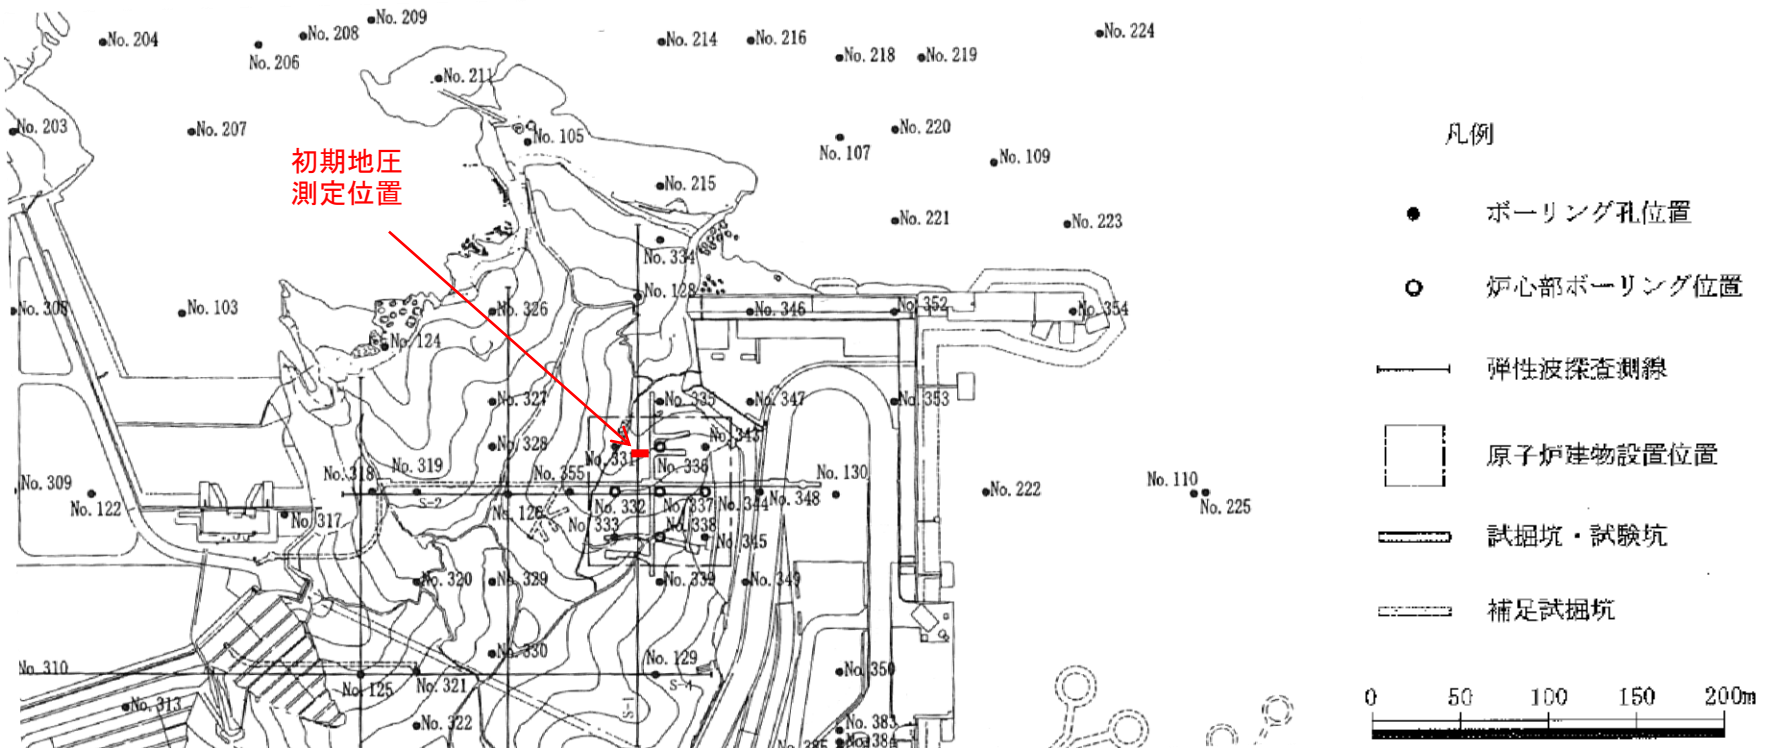 No. 209
No. 204
No. 208
No. 206
No. 214
No. 216
No. 218
No. 219
No. 224
No. 211
No. 203
No. 207
No. 105
No. 220
No. 107
No. 109
凡例
初期地圧
測定位置
No. 215
No. 221
No. 223
ボーリング孔位置
No. 334
No. 128
炉心部ボーリング位置
No. 308
No. 103
No. 326
No. 346
No. 352
No. 354
No. 124
弾性波探査測線
No. 327
No. 335
No. 347
No. 353
No. 328
No. 343
No. 331
No. 336
原子炉建物設置位置
No. 309
No. 318
No. 319
No. 355
No. 130
No. 222
No. 110
No. 225
No. 122
S-2
No. 126
No. 332
No. 337
No. 344
No. 348
No. 317
No. 333
No. 338
No. 345
試掘坑・試験坑
No. 320
No. 329
No. 339
No. 349
補足試掘坑
No. 330
No. 310
No. 129
No. 350
No. 125
No. 321
S-4
No. 313
S-1
0 50 100 150 200m
No. 322
No. 383
No. 384
No. 385